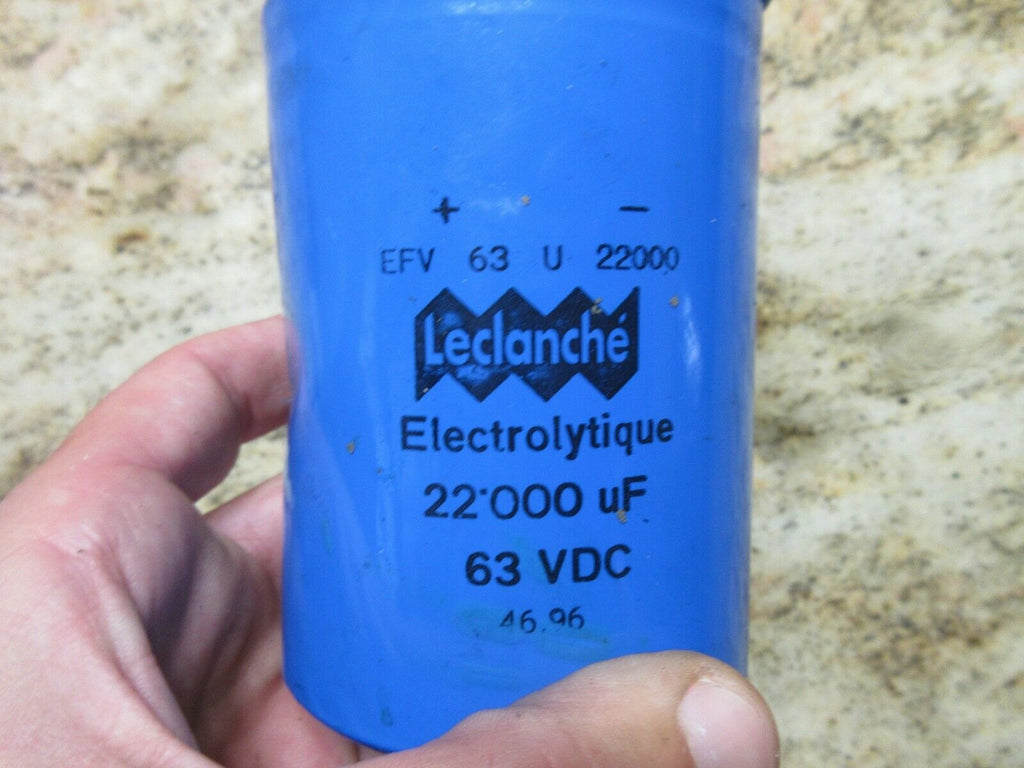 + −
EFV 63 U 22000
Leclanché
Electrolytique
22'000 uF
63 VDC
46.96